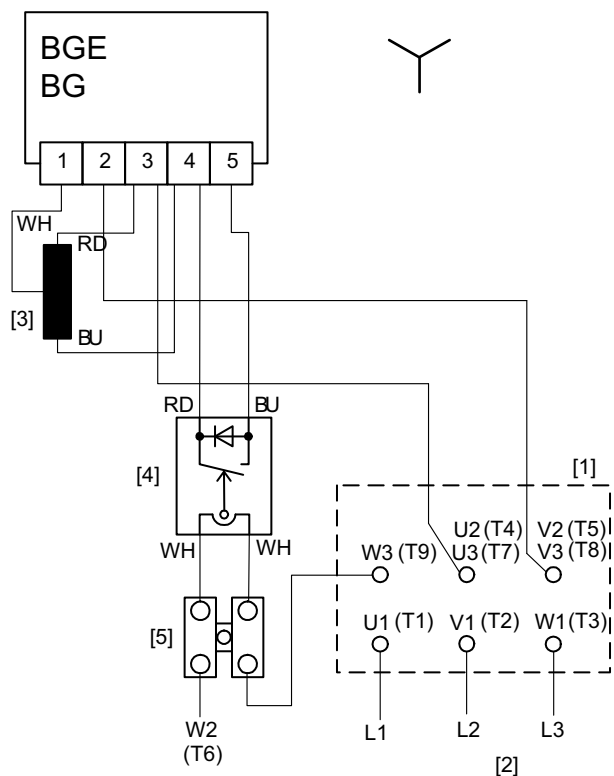 BGE
BG
1 2 3 4 5
WH
RD
[3]
BU
RD BU
[4]
[1]
WH WH
U2 (T4) V2 (T5)
W3 (T9) U3 (T7) V3 (T8)
[5]
U1 (T1) V1 (T2) W1 (T3)
W2
(T6)
L1 L2 L3
[2]